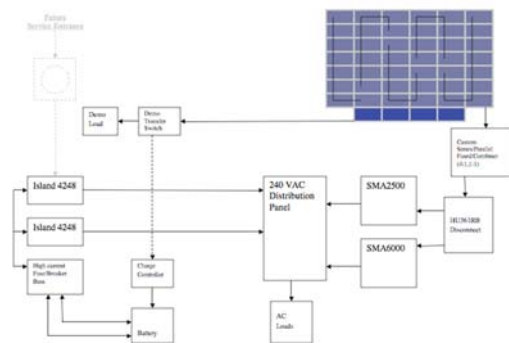 Future
Service Entrance
Demo
Load
Demo
Transfer
Switch
Custom
Series/Parallel
Fused/Combiner
Island 4248
240 VAC
Distribution
Panel
SMA2500
HU361RB
Disconnect
Island 4248
SMA6000
High current
Fuse/Breaker
Buss
Charge
Controller
Battery
AC
Loads